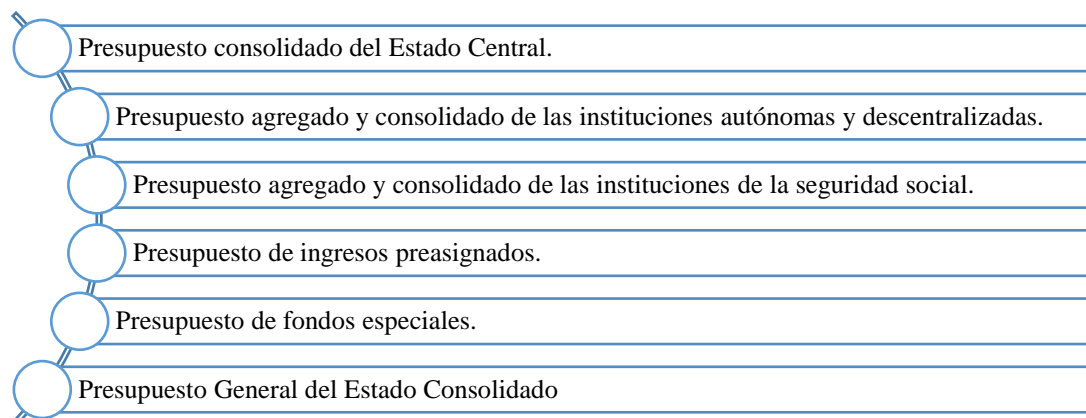 Presupuesto consolidado del Estado Central.
Presupuesto agregado y consolidado de las instituciones autónomas y descentralizadas.
Presupuesto agregado y consolidado de las instituciones de la seguridad social.
Presupuesto de ingresos preasignados.
Presupuesto de fondos especiales.
Presupuesto General del Estado Consolidado